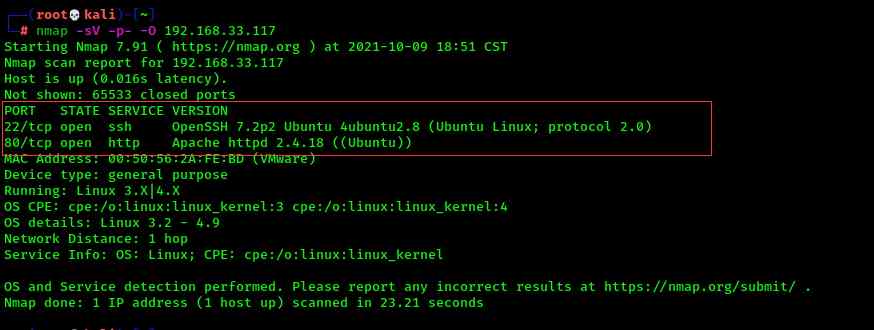 ┌──(root💀kali)-[~]
└─# nmap -sV -p- -O 192.168.33.117
Starting Nmap 7.91 ( https://nmap.org ) at 2021-10-09 18:51 CST
Nmap scan report for 192.168.33.117
Host is up (0.016s latency).
Not shown: 65533 closed ports
PORT   STATE SERVICE VERSION
22/tcp open  ssh     OpenSSH 7.2p2 Ubuntu 4ubuntu2.8 (Ubuntu Linux; protocol 2.0)
80/tcp open  http    Apache httpd 2.4.18 ((Ubuntu))
MAC Address: 00:50:56:2A:FE:BD (VMware)
Device type: general purpose
Running: Linux 3.X|4.X
OS CPE: cpe:/o:linux:linux_kernel:3 cpe:/o:linux:linux_kernel:4
OS details: Linux 3.2 - 4.9
Network Distance: 1 hop
Service Info: OS: Linux; CPE: cpe:/o:linux:linux_kernel
OS and Service detection performed. Please report any incorrect results at https://nmap.org/submit/ .
Nmap done: 1 IP address (1 host up) scanned in 23.21 seconds